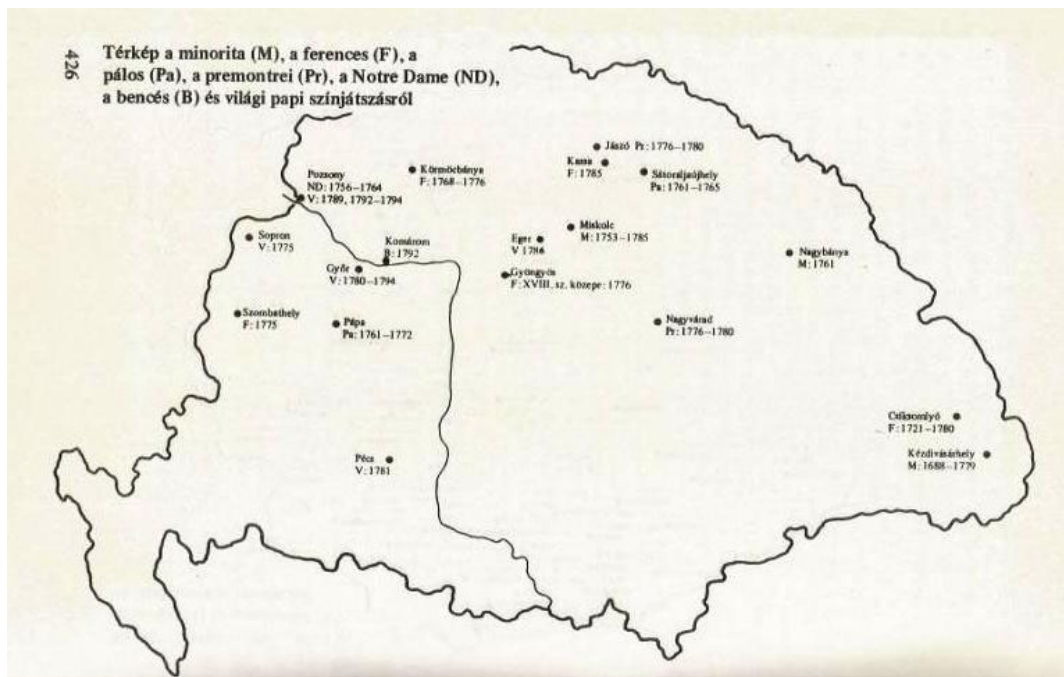 426
Térkép a minorita (M), a ferences (F), a
pálos (Pa), a premontrei (Pr), a Notre Dame (ND),
a bencés (B) és világi papi színjátszásról
Jászó Pr: 1776–1780
Kassa
F: 1785
Körmöcbánya
F: 1768–1776
Sátoraljaújhely
Pa: 1761–1765
Pozsony
ND: 1756–1764
V: 1789, 1792–1794
Miskolc
M: 1753–1785
Sopron
V: 1775
Eger
V 1786
Komárom
B: 1792
Nagybánya
M: 1761
Győr
V: 1780–1794
Gyöngyös
F: XVIII. sz. közepe: 1776
Szombathely
F: 1775
Pápa
Pa: 1761–1772
Nagyvárad
Pr: 1776–1780
Csíksomlyó
F: 1721–1780
Pécs
V: 1781
Kézdivásárhely
M: 1688–1779